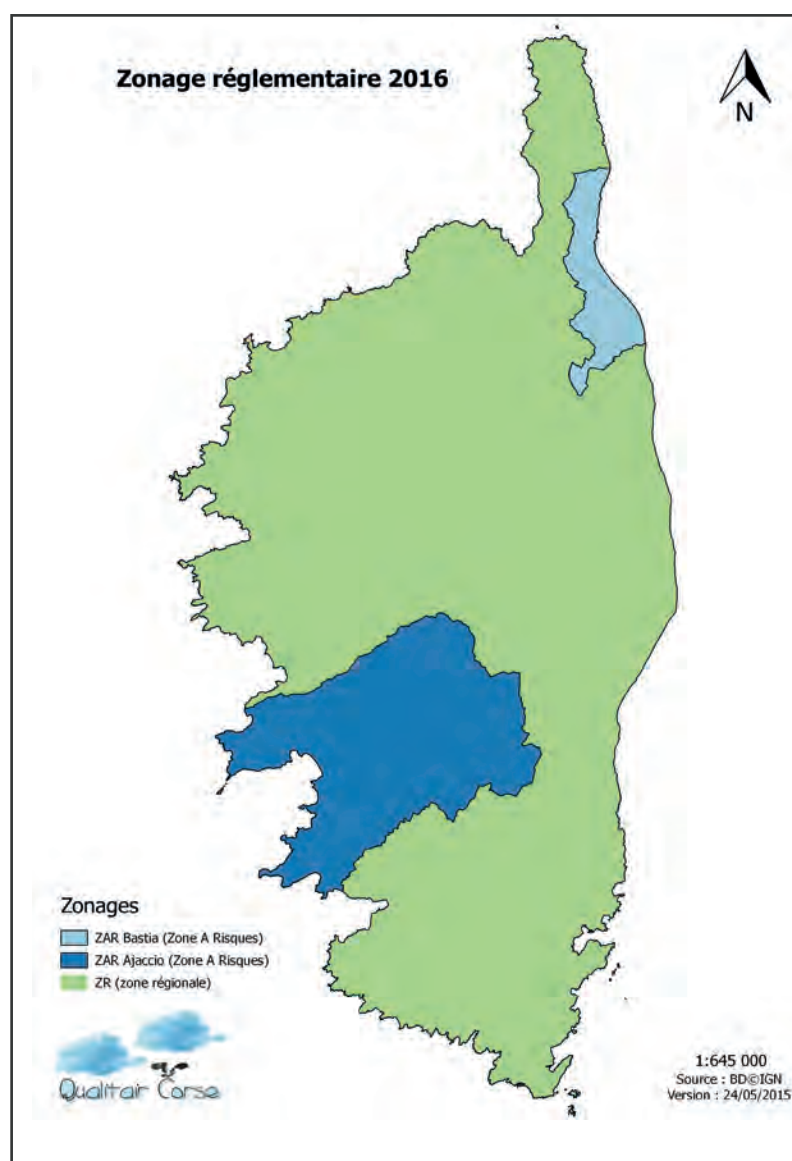 Zonage réglementaire 2016
N
Zonages
ZAR Bastia (Zone A Risques)
ZAR Ajaccio (Zone A Risques)
ZR (zone régionale)
Qualitair Corse
1:645 000
Source : BD©IGN
Version : 24/05/2015